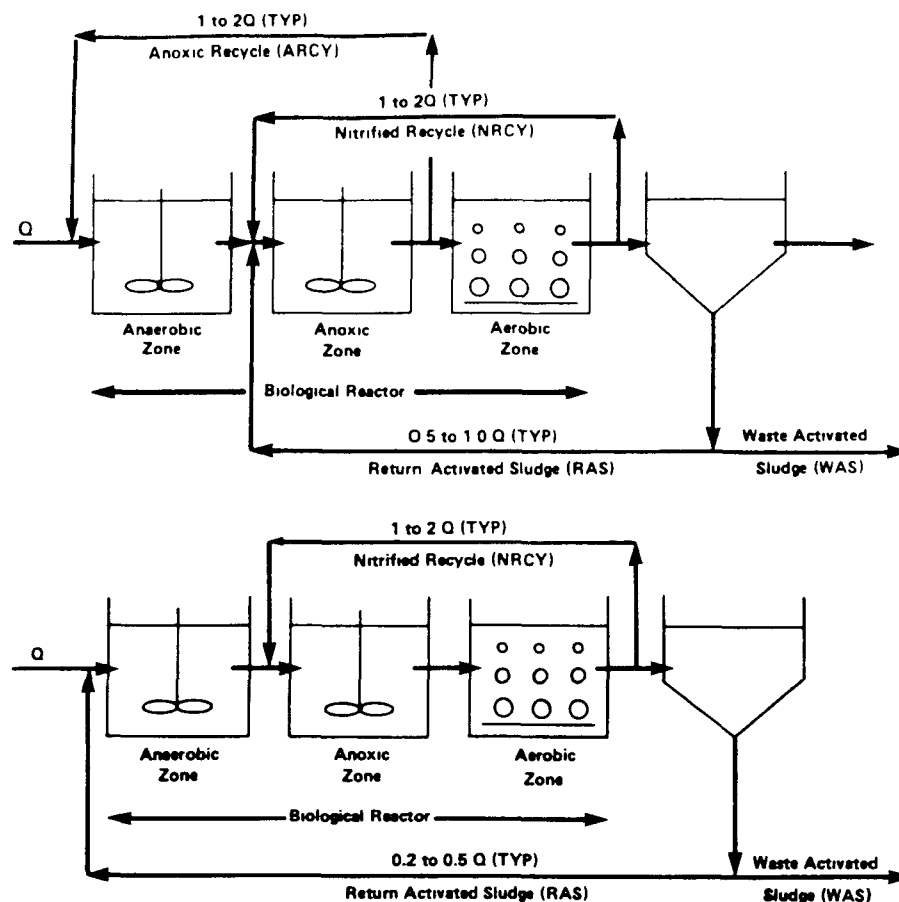 1 to 2Q (TYP)
Anoxic Recycle (ARCY)
1 to 2Q (TYP)
Nitrified Recycle (NRCY)
Q
Anaerobic
Zone
Anoxic
Zone
Aerobic
Zone
Biological Reactor
0 5 to 1 0 Q (TYP)
Return Activated Sludge (RAS)
Waste Activated
Sludge (WAS)
1 to 2 Q (TYP)
Nitrified Recycle (NRCY)
Q
Anaerobic
Zone
Anoxic
Zone
Aerobic
Zone
Biological Reactor
0.2 to 0.5 Q (TYP)
Return Activated Sludge (RAS)
Waste Activated
Sludge (WAS)